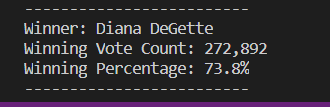 -------------------------
Winner: Diana DeGette
Winning Vote Count: 272,892
Winning Percentage: 73.8%
-------------------------